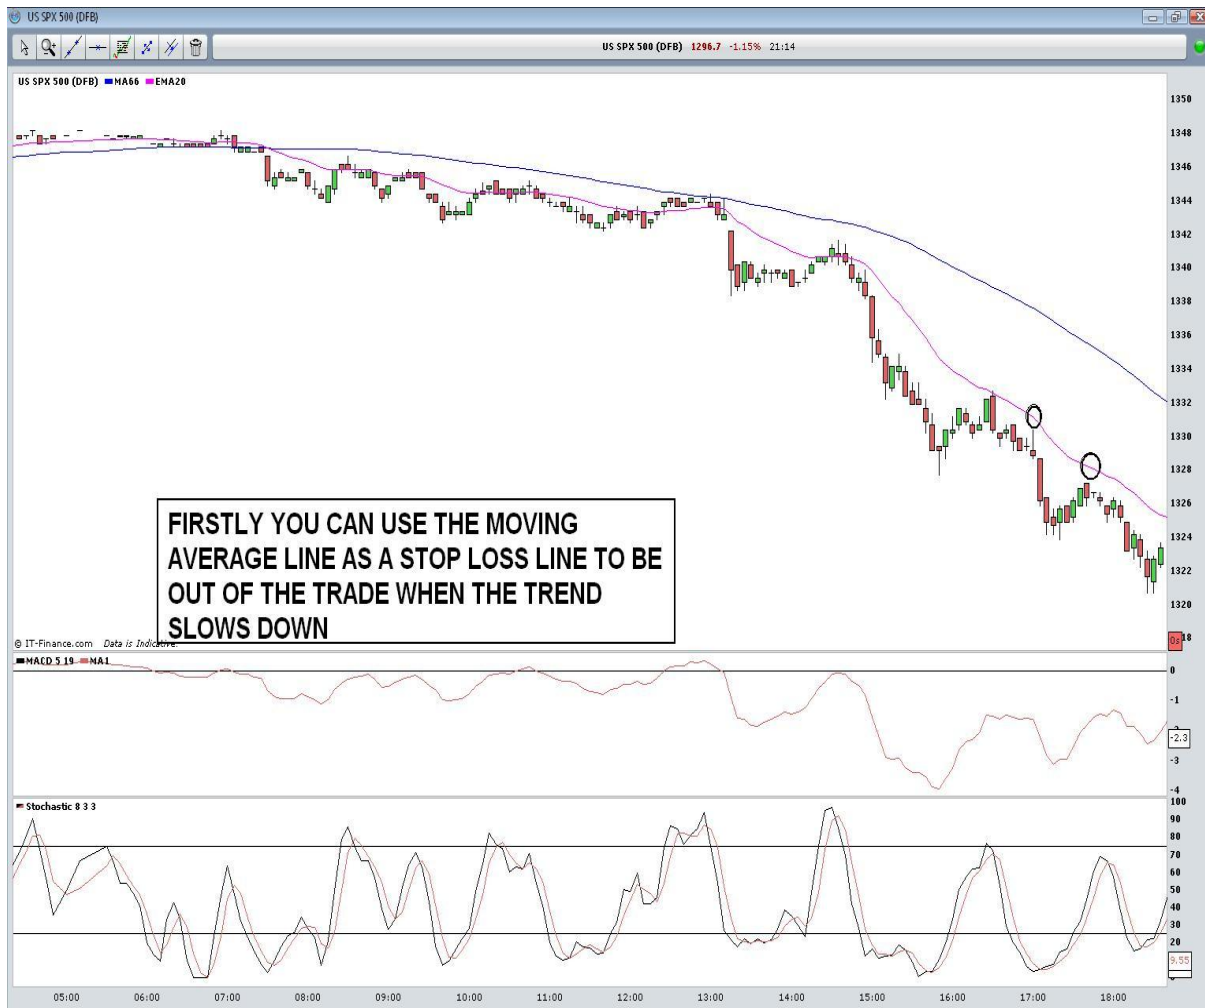 US SPX 500 (DFB)
US SPX 500 (DFB) 1296.7 -1.15% 21:14
US SPX 500 (DFB) MA66 EMA20
1350
1348
1346
1344
1342
1340
1338
1336
1334
1332
1330
1328
1326
1324
1322
1320
18
0s
FIRSTLY YOU CAN USE THE MOVING
AVERAGE LINE AS A STOP LOSS LINE TO BE
OUT OF THE TRADE WHEN THE TREND
SLOWS DOWN
© IT-Finance.com Data is Indicative.
MACD 5 19 MA1
0
-1
-2.3
-3
-4
Stochastic 8 3 3
100
90
80
70
60
50
40
30
20
9.55
05:00 06:00 07:00 08:00 09:00 10:00 11:00 12:00 13:00 14:00 15:00 16:00 17:00 18:00